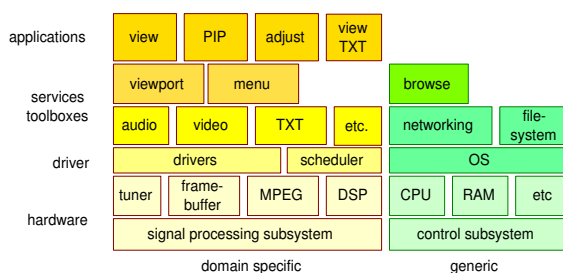 applications
view
PIP
adjust
view
TXT
services
toolboxes
viewport
menu
browse
audio
video
TXT
etc.
networking
file-
system
driver
drivers
scheduler
OS
hardware
tuner
frame-
buffer
MPEG
DSP
CPU
RAM
etc
signal processing subsystem
control subsystem
domain specific
generic